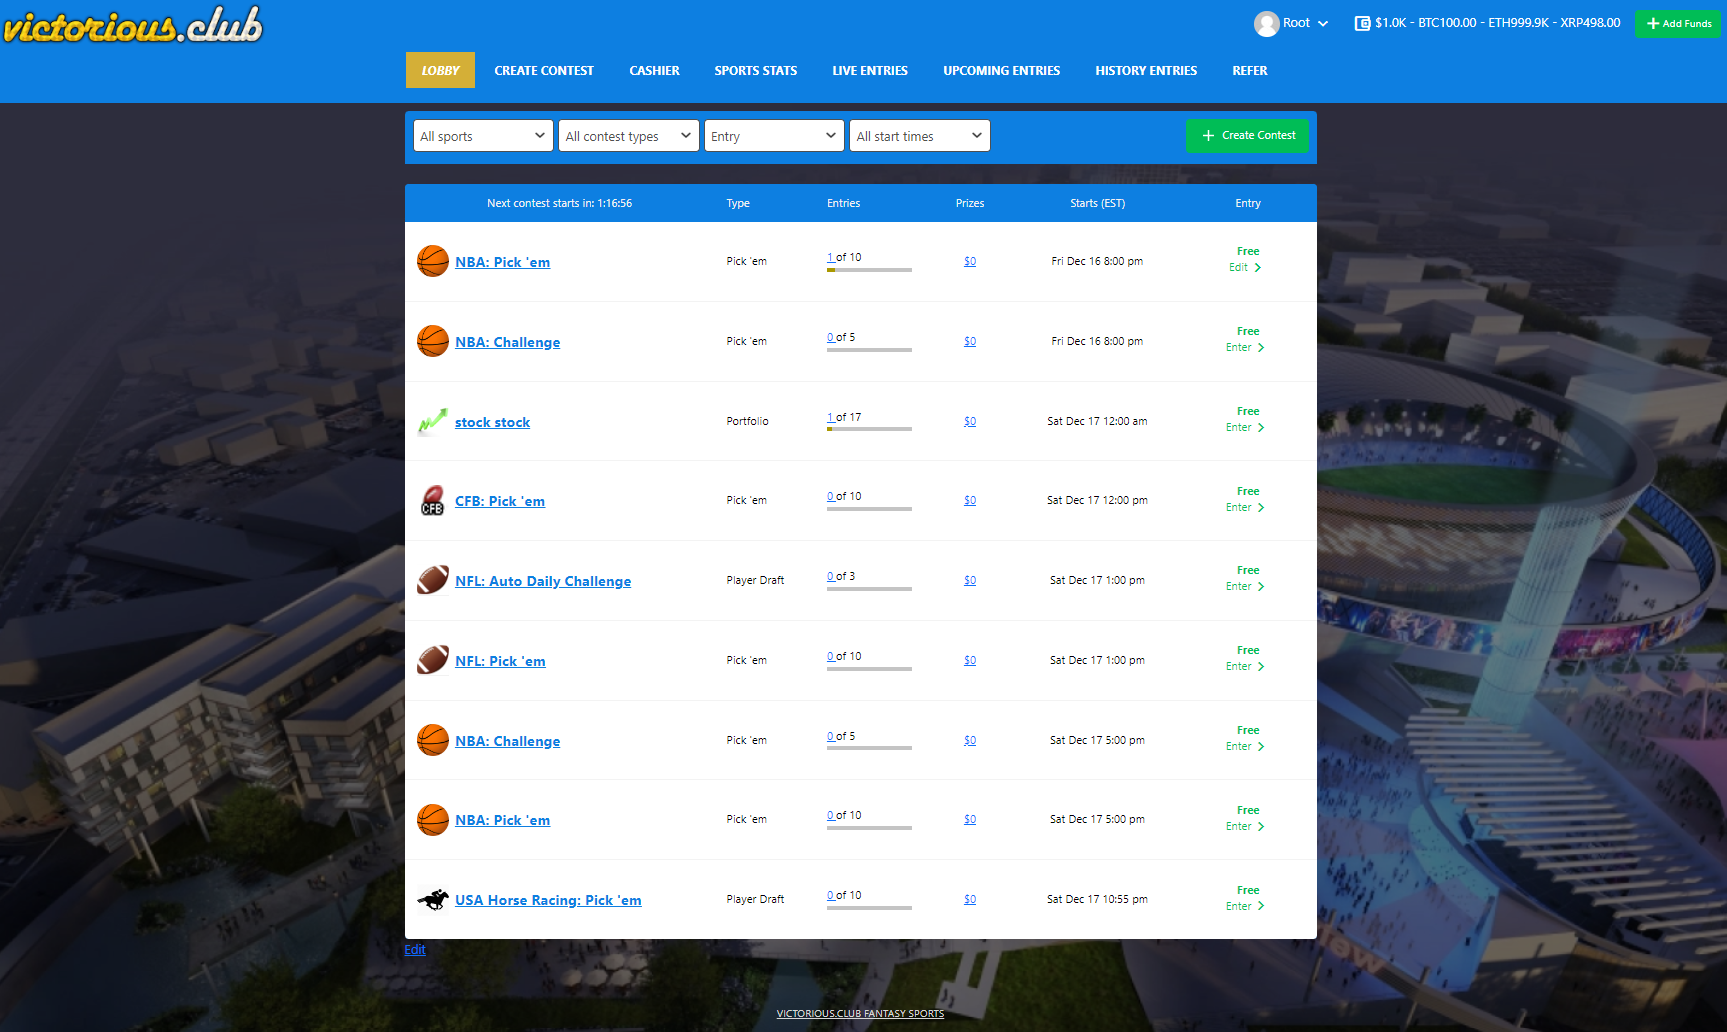 victorious.club
Root
$1.0K - BTC100.00 - ETH999.9K - XRP498.00
Add Funds
LOBBY
CREATE CONTEST
CASHIER
SPORTS STATS
LIVE ENTRIES
UPCOMING ENTRIES
HISTORY ENTRIES
REFER
All sports
All contest types
Entry
All start times
Create Contest
Next contest starts in: 1:16:56 Type Entries Prizes Starts (EST) Entry
NBA: Pick 'em Pick 'em 1 of 10 $0 Fri Dec 16 8:00 pm Free
Edit
NBA: Challenge Pick 'em 0 of 5 $0 Fri Dec 16 8:00 pm Free
Enter
stock stock Portfolio 1 of 17 $0 Sat Dec 17 12:00 am Free
Enter
CFB
CFB: Pick 'em Pick 'em 0 of 10 $0 Sat Dec 17 12:00 pm Free
Enter
NFL: Auto Daily Challenge Player Draft 0 of 3 $0 Sat Dec 17 1:00 pm Free
Enter
NFL: Pick 'em Pick 'em 0 of 10 $0 Sat Dec 17 1:00 pm Free
Enter
NBA: Challenge Pick 'em 0 of 5 $0 Sat Dec 17 5:00 pm Free
Enter
NBA: Pick 'em Pick 'em 0 of 10 $0 Sat Dec 17 5:00 pm Free
Enter
USA Horse Racing: Pick 'em Player Draft 0 of 10 $0 Sat Dec 17 10:55 pm Free
Enter
Edit
VICTORIOUS.CLUB FANTASY SPORTS